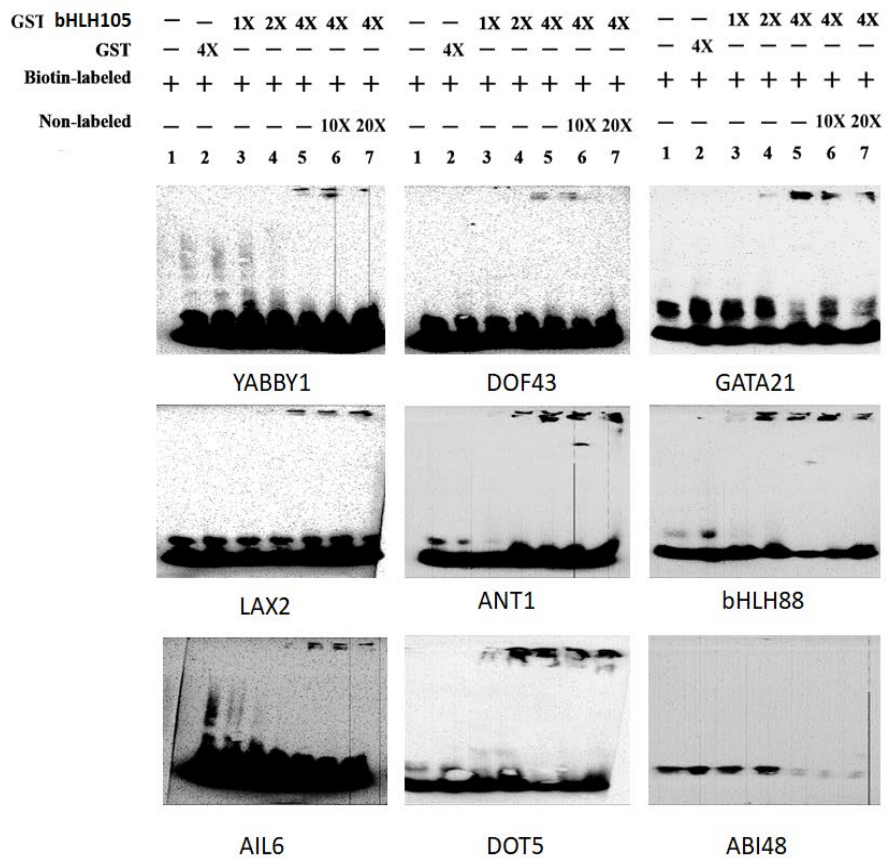 GST bHLH105 – – 1X 2X 4X 4X 4X – – 1X 2X 4X 4X 4X – – 1X 2X 4X 4X 4X
GST – 4X – – – – – – 4X – – – – – – 4X – – – – –
Biotin-labeled + + + + + + + + + + + + + + + + + + + + +
Non-labeled – – – – – 10X 20X – – – – – 10X 20X – – – – – 10X 20X
1 2 3 4 5 6 7 1 2 3 4 5 6 7 1 2 3 4 5 6 7
YABBY1 DOF43 GATA21
LAX2 ANT1 bHLH88
AIL6 DOT5 ABI48